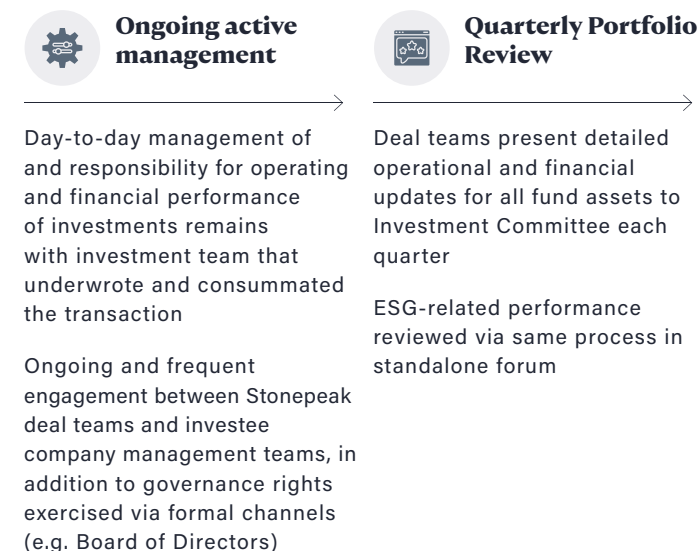 Ongoing active
management
Day-to-day management of
and responsibility for operating
and financial performance
of investments remains
with investment team that
underwrote and consummated
the transaction
Ongoing and frequent
engagement between Stonepeak
deal teams and investee
company management teams, in
addition to governance rights
exercised via formal channels
(e.g. Board of Directors)
Quarterly Portfolio
Review
Deal teams present detailed
operational and financial
updates for all fund assets to
Investment Committee each
quarter
ESG-related performance
reviewed via same process in
standalone forum